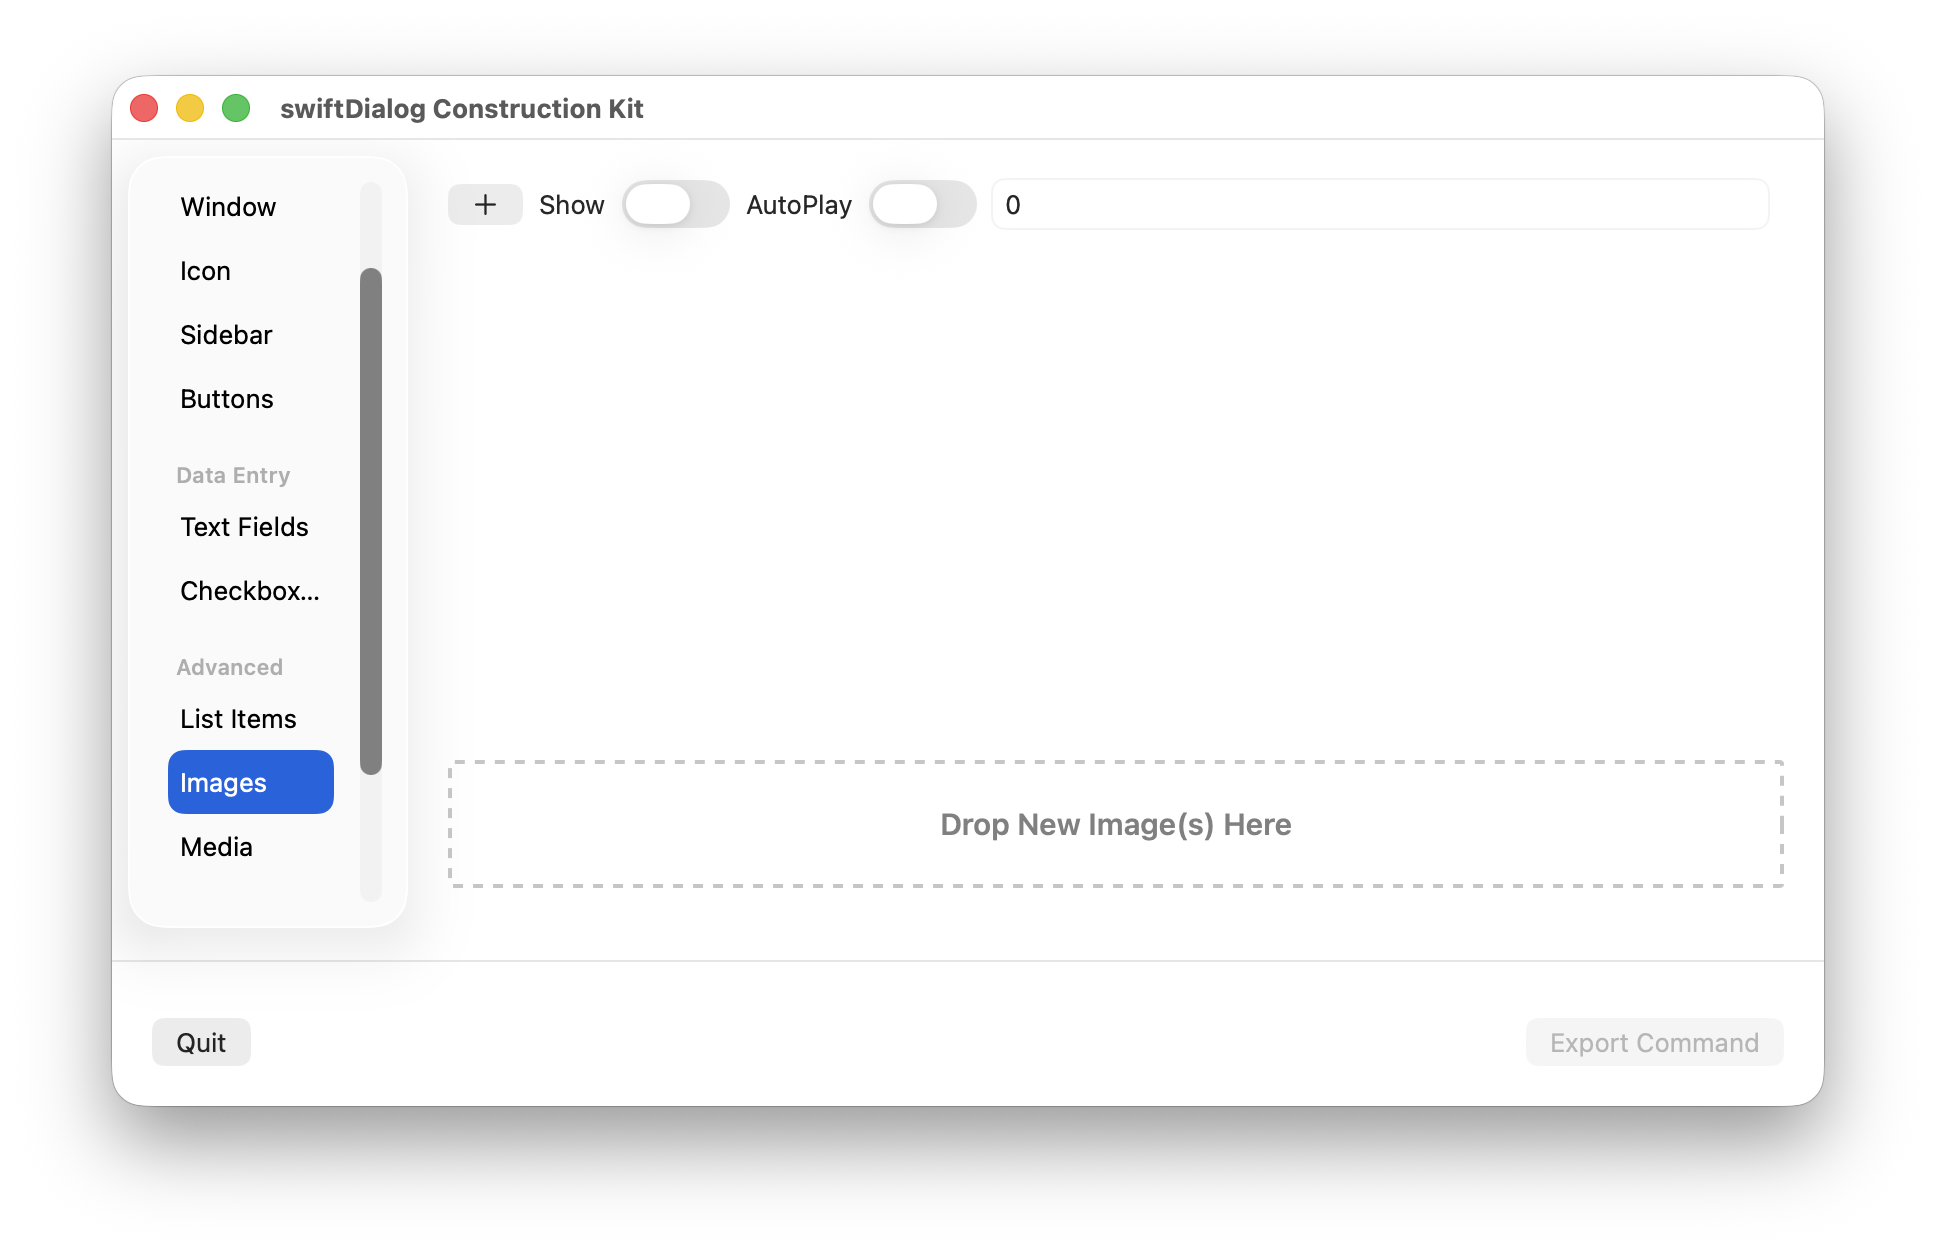 swiftDialog Construction Kit
Window
Icon
Sidebar
Buttons
Data Entry
Text Fields
Checkbox...
Advanced
List Items
Images
Media
+ Show AutoPlay 0
Drop New Image(s) Here
Quit
Export Command